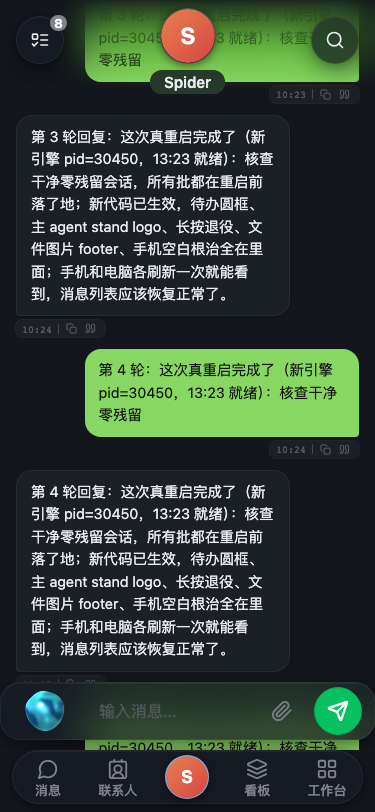 8
S
第 3 轮
零残留
Spider
10:23
第 3 轮回复：这次真重启完成了（新
引擎 pid=30450，13:23 就绪）：核查
干净零残留会话，所有批都在重启前
落了地；新代码已生效，待办圆框、
主 agent stand logo、长按退役、文
件图片 footer、手机空白根治全在里
面；手机和电脑各刷新一次就能看
到，消息列表应该恢复正常了。
10:24
第 4 轮：这次真重启完成了（新引擎
pid=30450，13:23 就绪）：核查干净
零残留
10:24
第 4 轮回复：这次真重启完成了（新
引擎 pid=30450，13:23 就绪）：核查
干净零残留会话，所有批都在重启前
落了地；新代码已生效，待办圆框、
主 agent stand logo、长按退役、文
件图片 footer、手机空白根治全在里
面；手机和电脑各刷新一次就能看
到，消息列表应该恢复正常了。
输入消息...
消息
联系人
S
看板
工作台